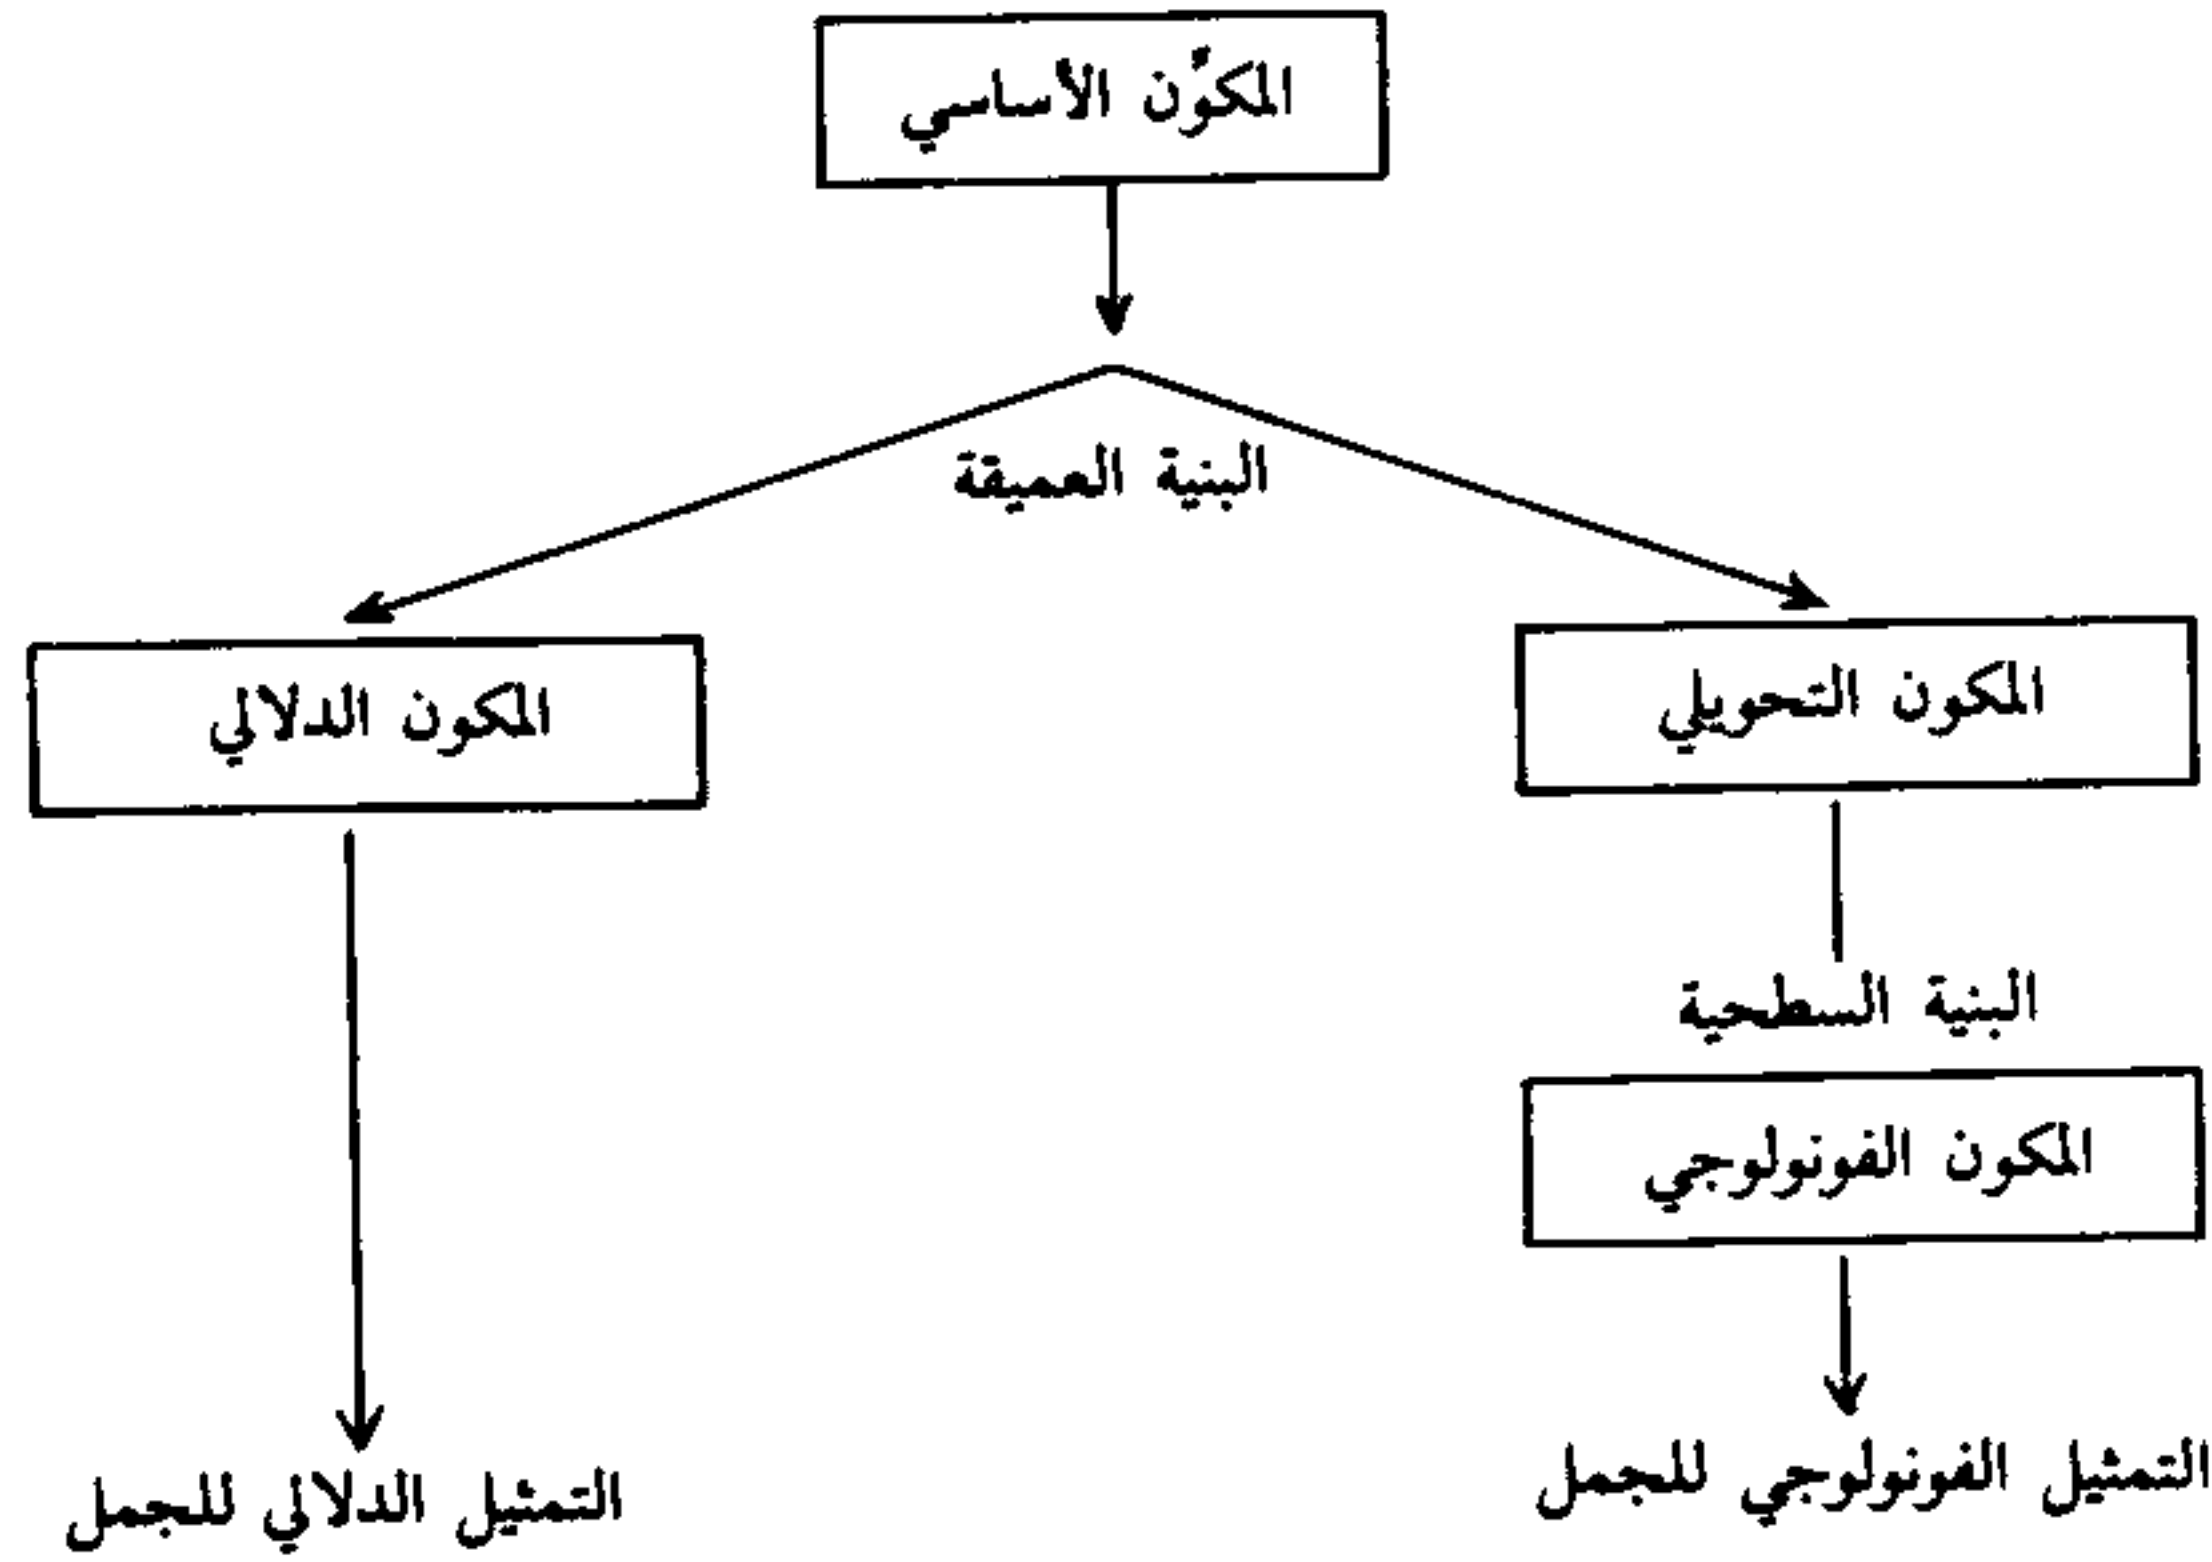 المكوّن الأساسي
البنية العميقة
المكون التحويلي
المكون الدلالي
البنية السطحية
المكون الفونولوجي
التمثيل الفونولوجي للجمل
التمثيل الدلالي للجمل